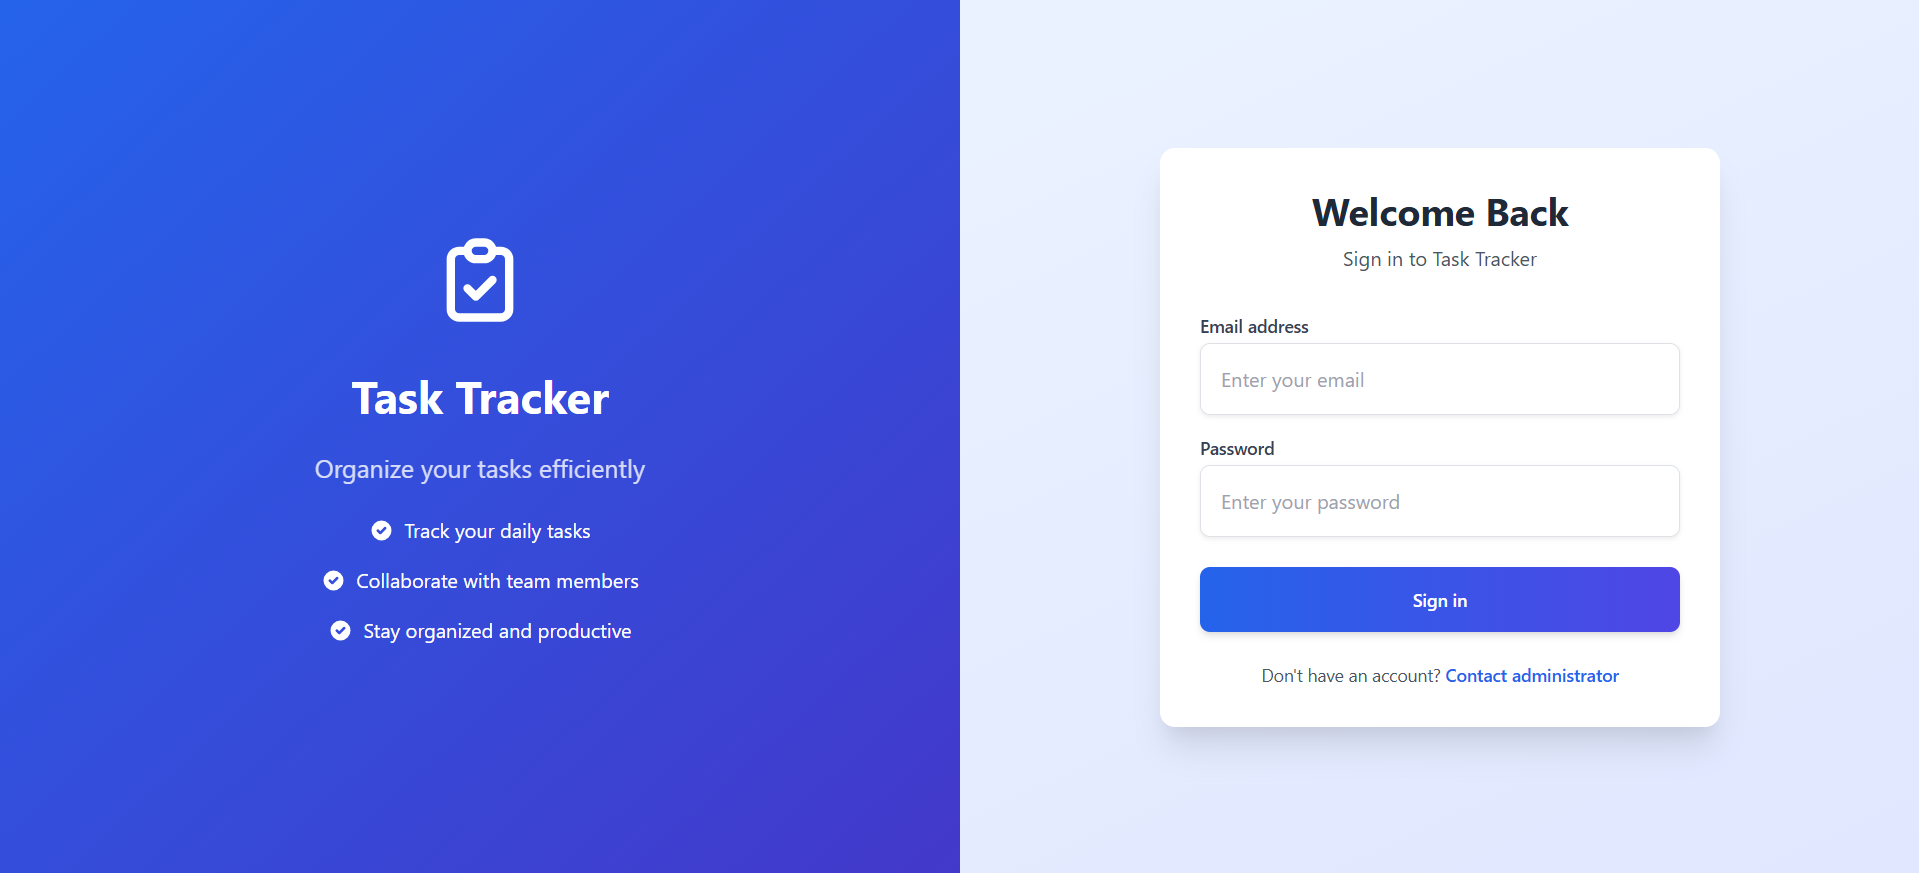 Task Tracker
Organize your tasks efficiently
Track your daily tasks
Collaborate with team members
Stay organized and productive
Welcome Back
Sign in to Task Tracker
Email address
Enter your email
Password
Enter your password
Sign in
Don't have an account? Contact administrator